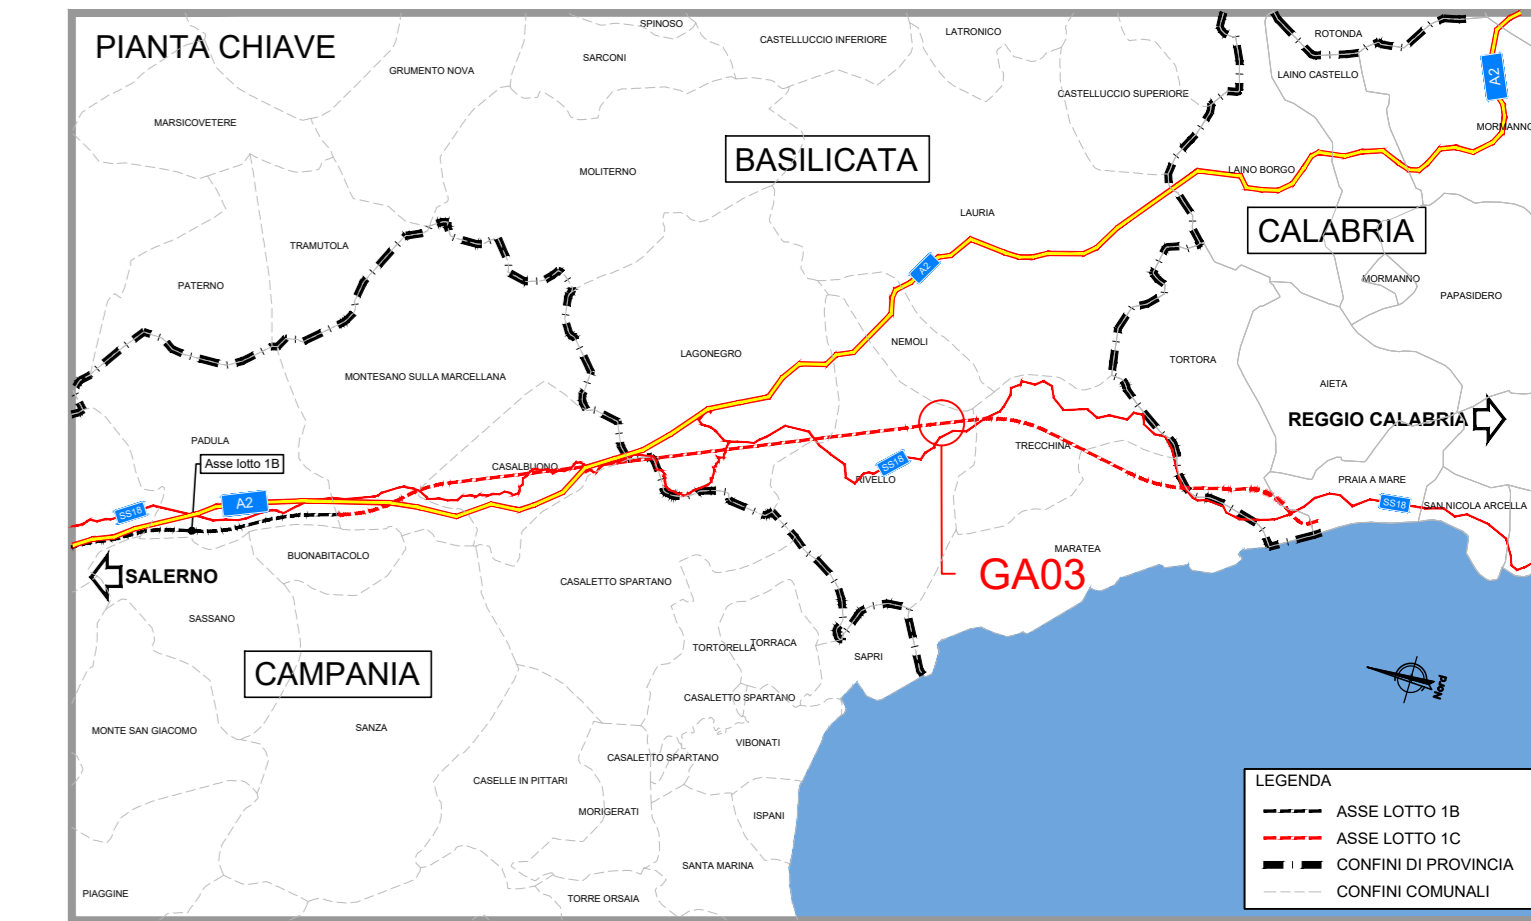 PIANTA CHIAVE
SPINOSO
SARCONI
CASTELLUCCIO INFERIORE
LATRONICO
ROTONDA
GRUMENTO NOVA
LAINO CASTELLO
A2
CASTELLUCCIO SUPERIORE
MARSICOVETERE
MORMANNO
BASILICATA
MOLITERNO
LAINO BORGO
LAURIA
CALABRIA
TRAMUTOLA
A2
MORMANNO
PATERNO
PAPASIDERO
NEMOLI
LAGONEGRO
TORTORA
MONTESANO SULLA MARCELLANA
AIETA
REGGIO CALABRIA
PADULA
TRECCHINA
Asse lotto 1B
CASALBUONO
SS18
RIVELLO
PRAIA A MARE
A2
SS18
SS18
SAN NICOLA ARCELLA
BUONABITACOLO
MARATEA
SALERNO
CASALETTO SPARTANO
GA03
SASSANO
TORTORELLA
TORRACA
SAPRI
CAMPANIA
Nord
CASALETTO SPARTANO
MONTE SAN GIACOMO
SANZA
VIBONATI
CASALETTO SPARTANO
CASELLE IN PITTARI
LEGENDA
MORIGERATI
ISPANI
ASSE LOTTO 1B
ASSE LOTTO 1C
SANTA MARINA
CONFINI DI PROVINCIA
PIAGGINE
TORRE ORSAIA
CONFINI COMUNALI